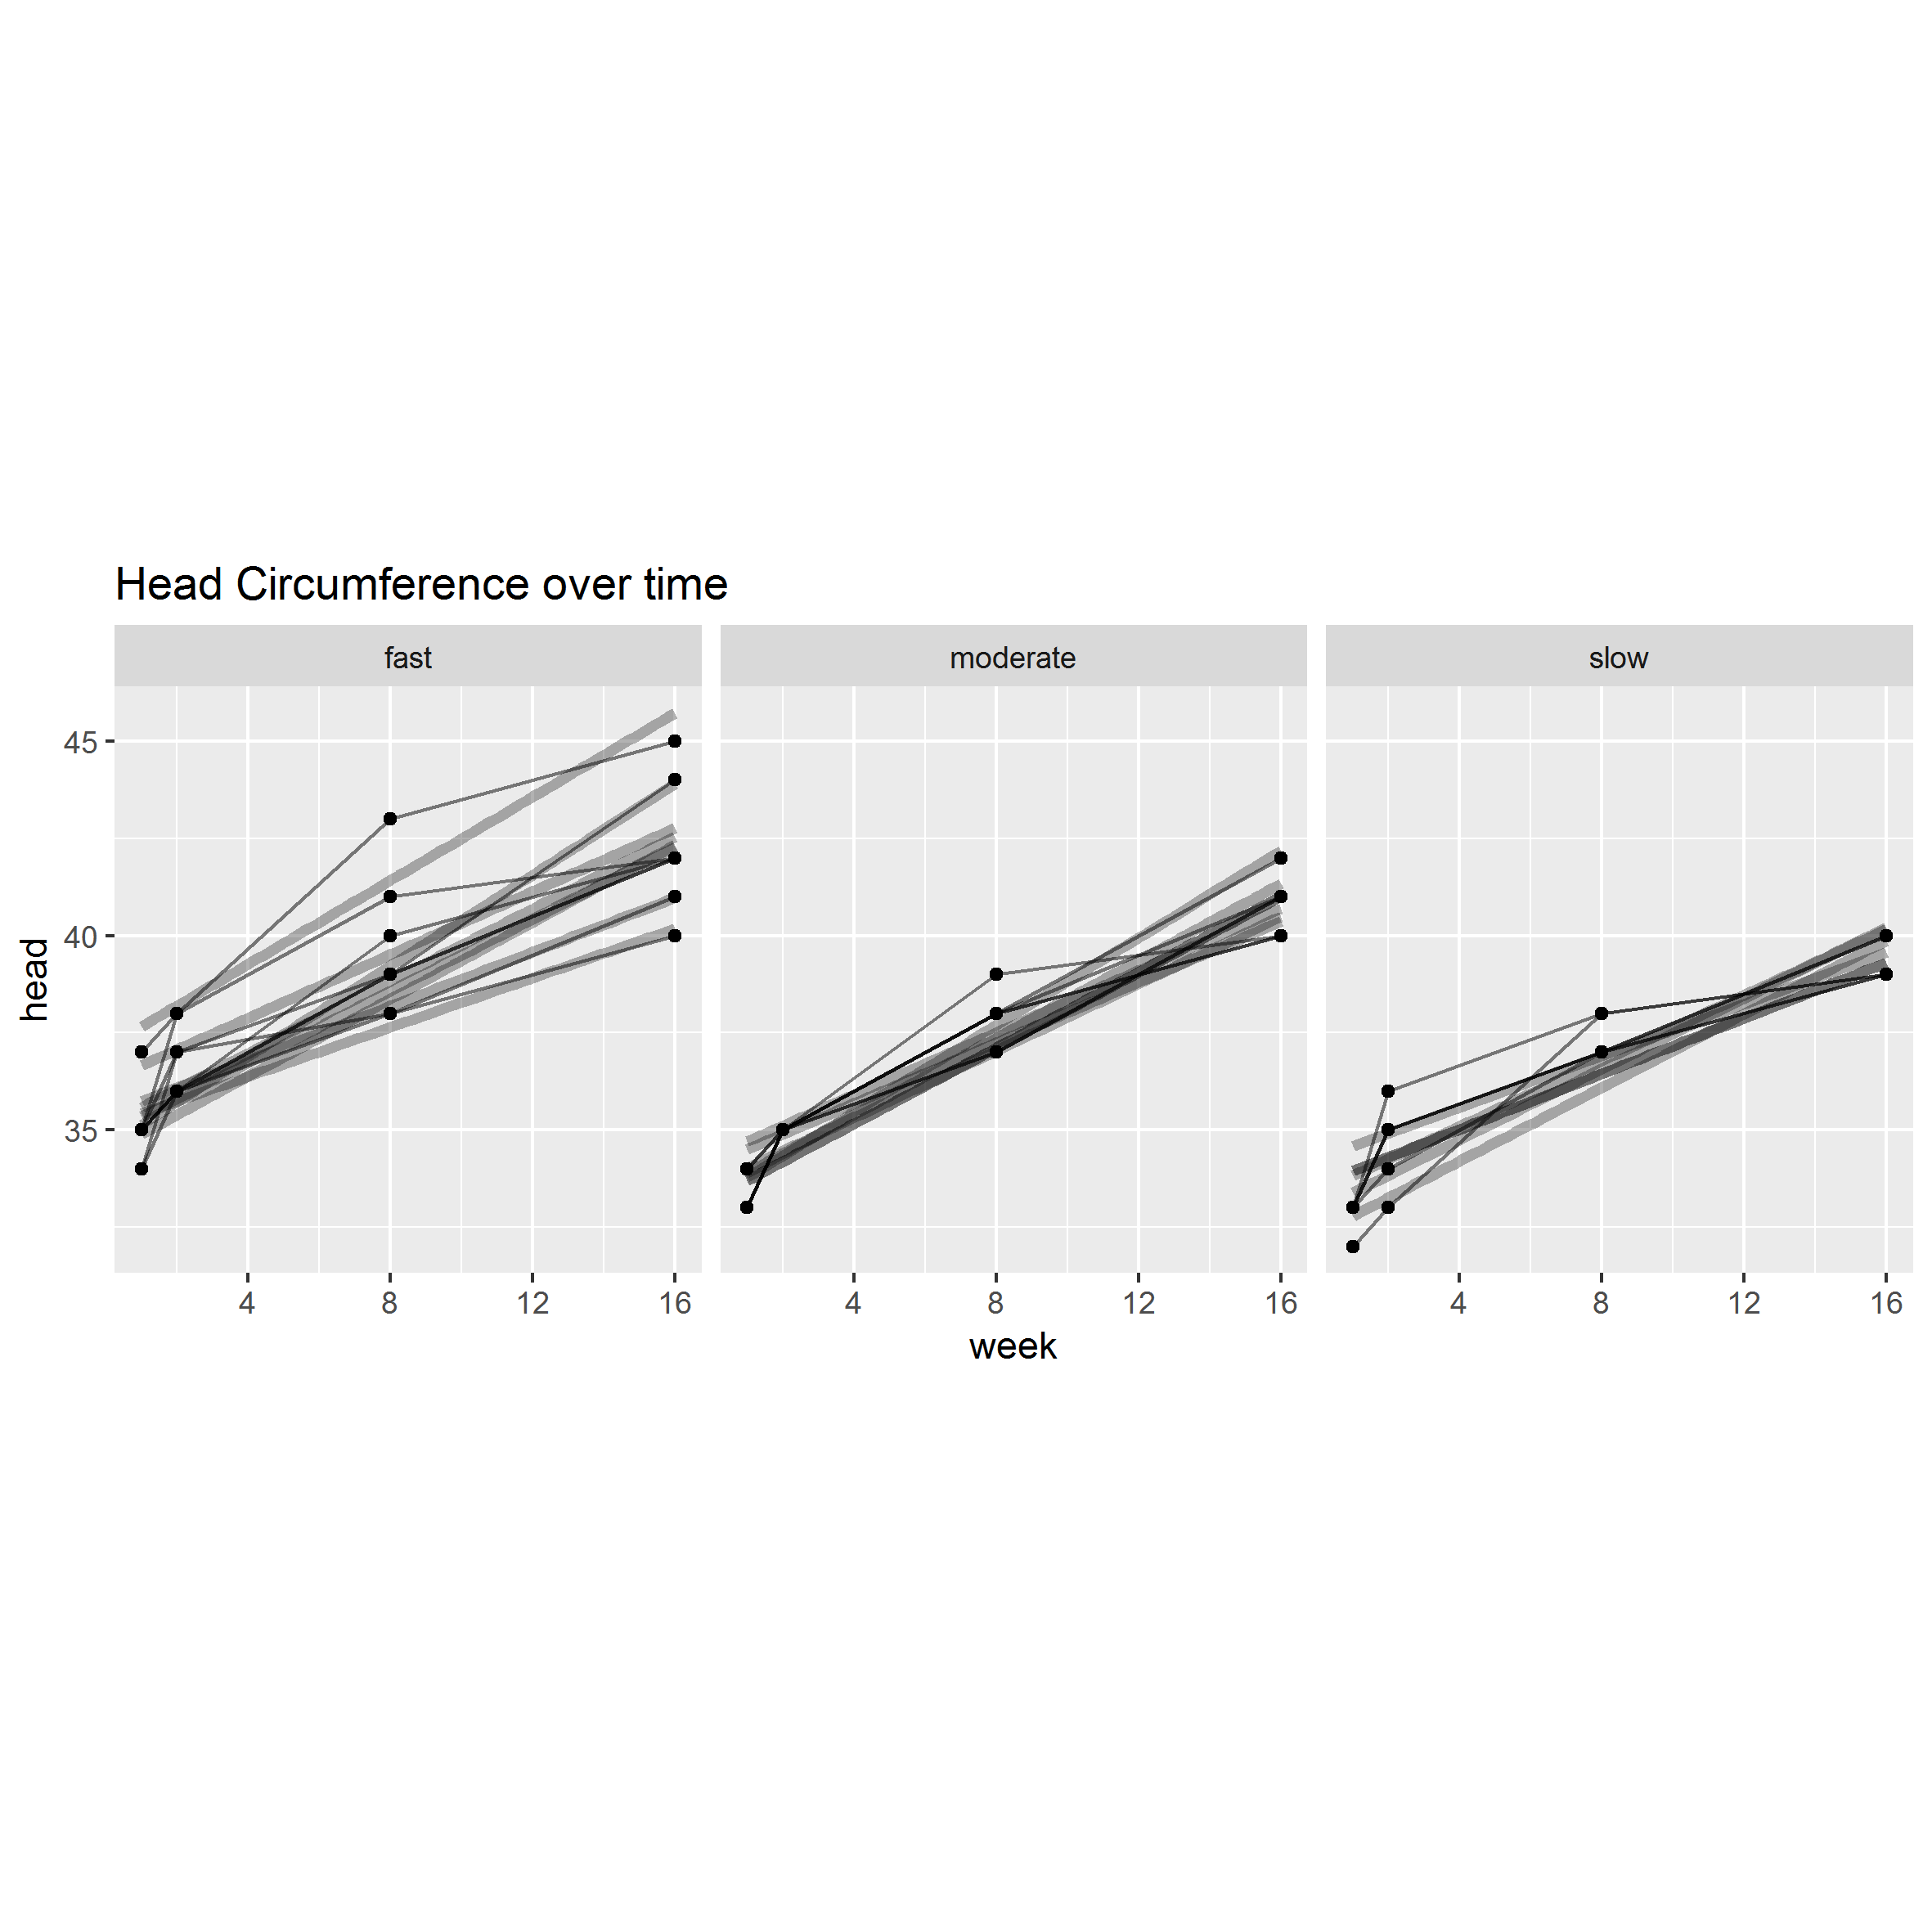 Head Circumference over time
fast moderate slow
45
40
35
head
4 8 12 16 4 8 12 16 4 8 12 16
week